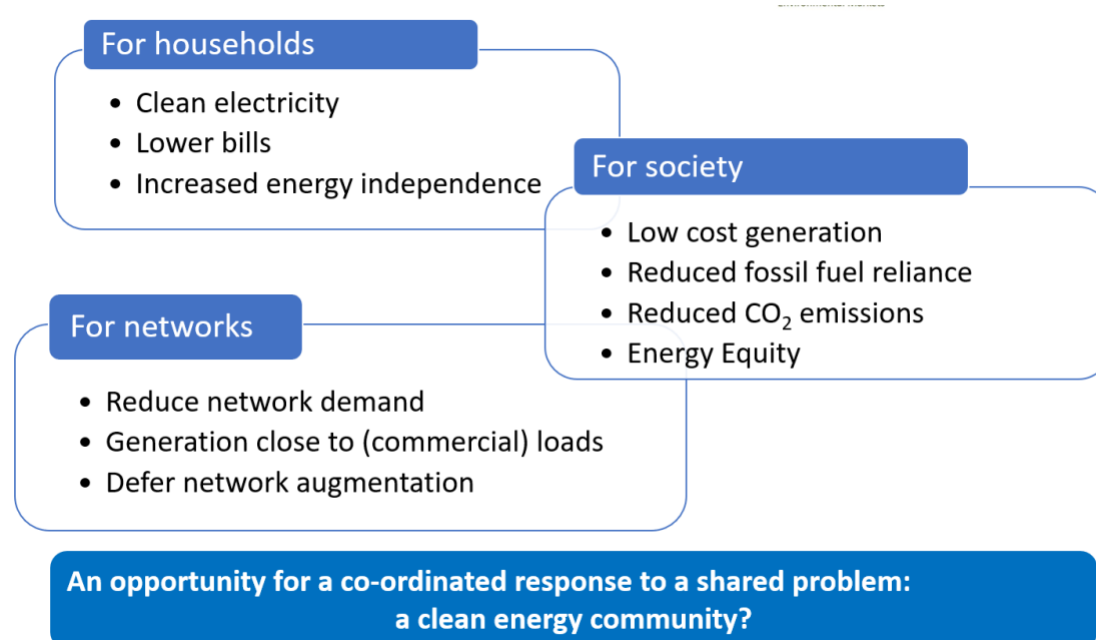 For households
• Clean electricity
• Lower bills
• Increased energy independence
For society
• Low cost generation
• Reduced fossil fuel reliance
• Reduced CO₂ emissions
• Energy Equity
For networks
• Reduce network demand
• Generation close to (commercial) loads
• Defer network augmentation
An opportunity for a co-ordinated response to a shared problem:
a clean energy community?